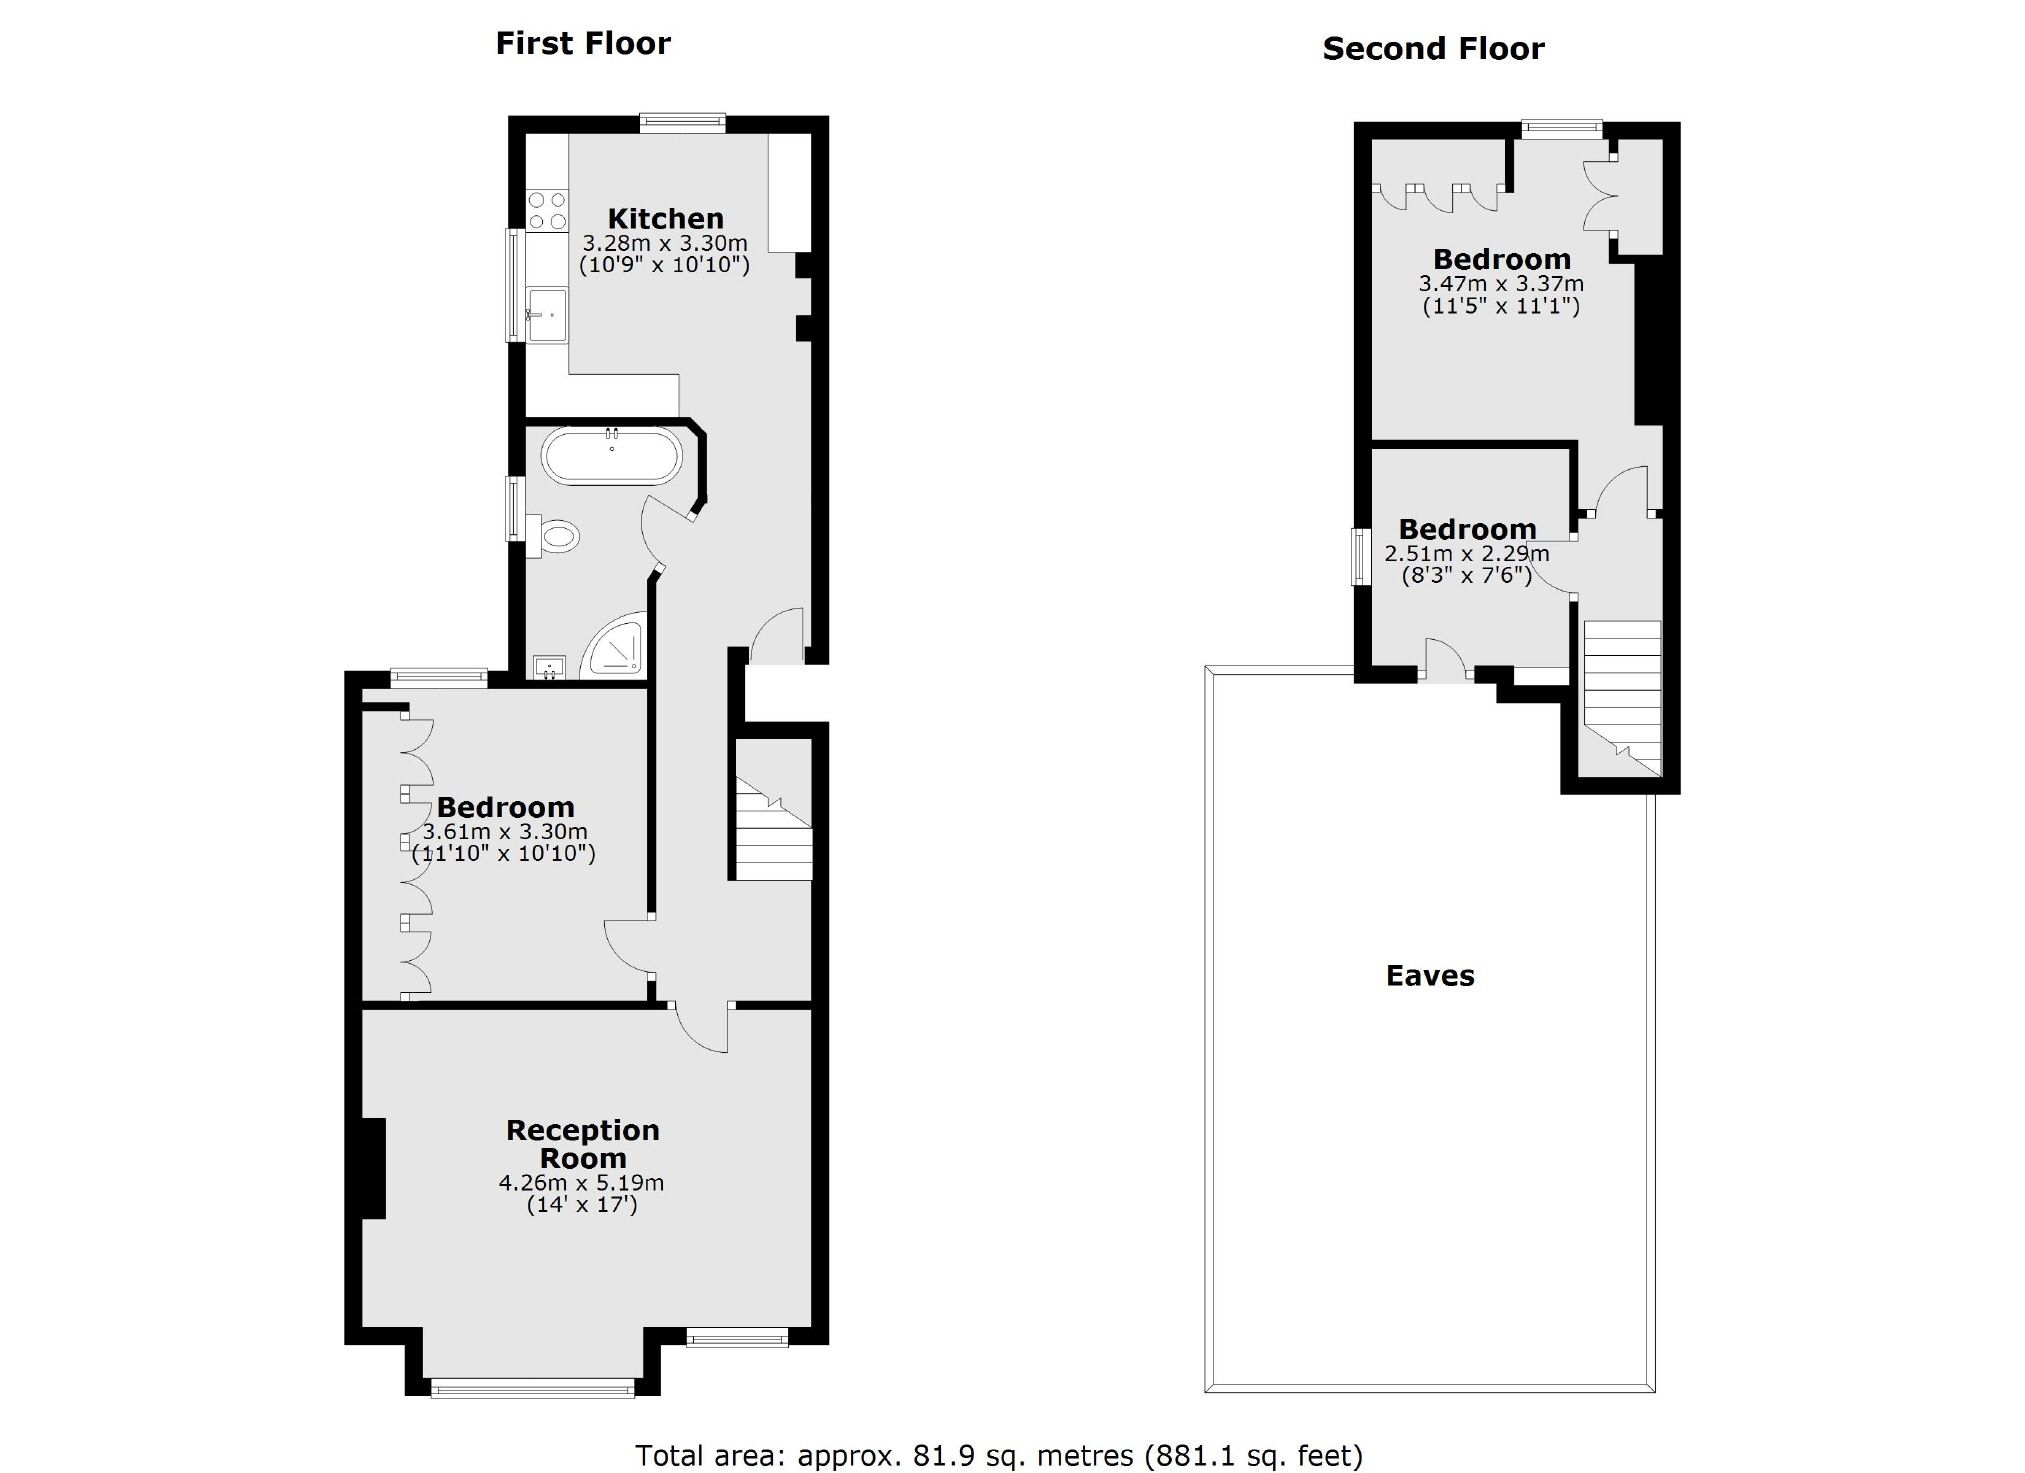 First Floor
Second Floor
Kitchen
3.28m x 3.30m
(10'9" x 10'10")
Bedroom
3.47m x 3.37m
(11'5" x 11'1")
Bedroom
2.51m x 2.29m
(8'3" x 7'6")
Bedroom
3.61m x 3.30m
(11'10" x 10'10")
Eaves
Reception
Room
4.26m x 5.19m
(14' x 17')
Total area: approx. 81.9 sq. metres (881.1 sq. feet)